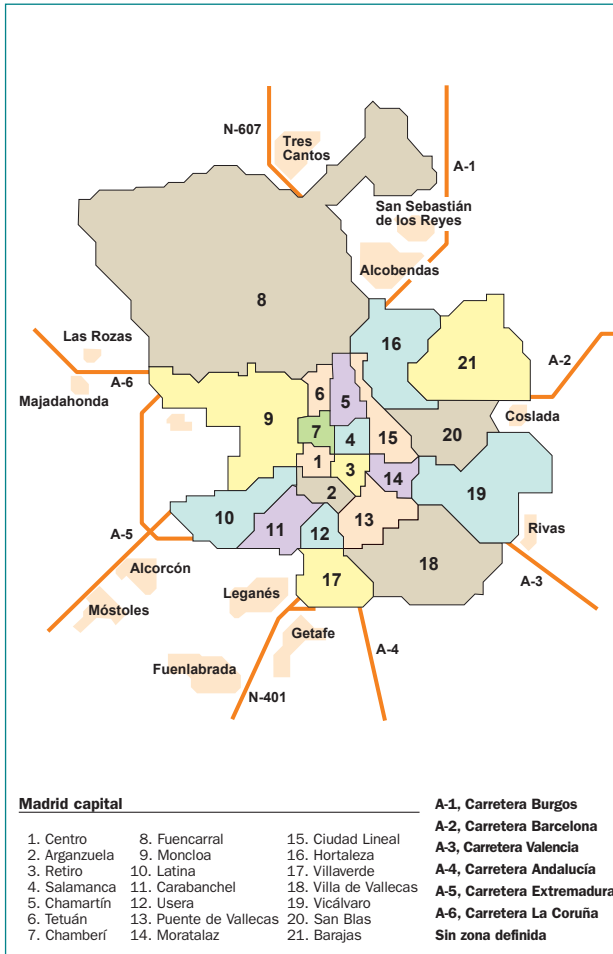 N-607
Tres
Cantos
A-1
San Sebastián
de los Reyes
Alcobendas
8
16
21
Las Rozas
A-2
A-6
6
5
Majadahonda
9
7
4
15
20
Coslada
1
3
14
2
19
10
13
11
12
Rivas
A-5
18
Alcorcón
17
A-3
Leganés
Móstoles
Getafe
A-4
Fuenlabrada
N-401
Madrid capital
1. Centro
2. Arganzuela
3. Retiro
4. Salamanca
5. Chamartín
6. Tetuán
7. Chamberí
8. Fuencarral
9. Moncloa
10. Latina
11. Carabanchel
12. Usera
13. Puente de Vallecas
14. Moratalaz
15. Ciudad Lineal
16. Hortaleza
17. Villaverde
18. Villa de Vallecas
19. Vicálvaro
20. San Blas
21. Barajas
A-1, Carretera Burgos
A-2, Carretera Barcelona
A-3, Carretera Valencia
A-4, Carretera Andalucía
A-5, Carretera Extremadura
A-6, Carretera La Coruña
Sin zona definida